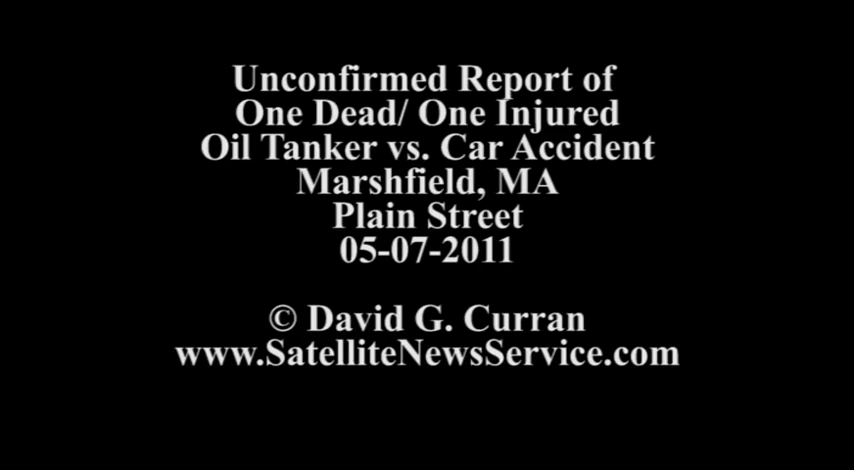 Unconfirmed Report of
One Dead/ One Injured
Oil Tanker vs. Car Accident
Marshfield, MA
Plain Street
05-07-2011
© David G. Curran
www.SatelliteNewsService.com